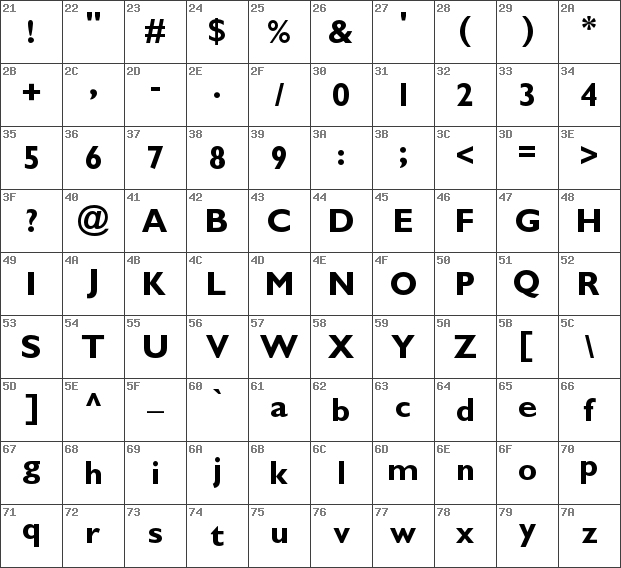 21 22 23 24 25 26 27 28 29 2A
! " # $ % & ' ( ) *
2B 2C 2D 2E 2F 30 31 32 33 34
+ , - . / 0 1 2 3 4
35 36 37 38 39 3A 3B 3C 3D 3E
5 6 7 8 9 : ; < = >
3F 40 41 42 43 44 45 46 47 48
? @ A B C D E F G H
49 4A 4B 4C 4D 4E 4F 50 51 52
I J K L M N O P Q R
53 54 55 56 57 58 59 5A 5B 5C
S T U V W X Y Z [ \
5D 5E 5F 60 61 62 63 64 65 66
] ^ _ ` a b c d e f
67 68 69 6A 6B 6C 6D 6E 6F 70
g h i j k l m n o p
71 72 73 74 75 76 77 78 79 7A
q r s t u v w x y z